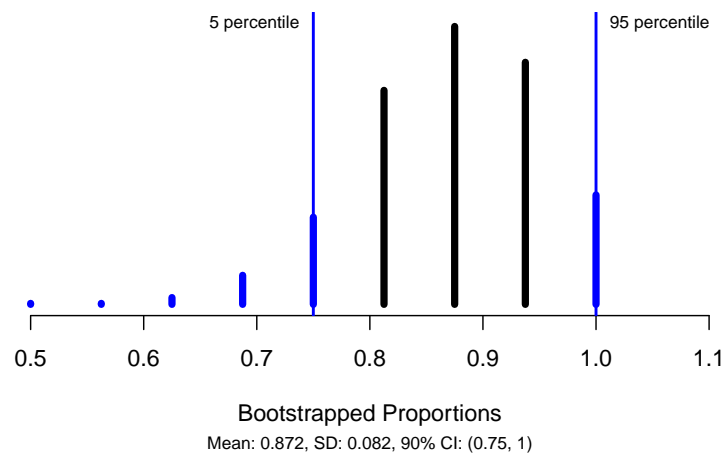 5 percentile 95 percentile
0.5 0.6 0.7 0.8 0.9 1.0 1.1
Bootstrapped Proportions
Mean: 0.872, SD: 0.082, 90% CI: (0.75, 1)